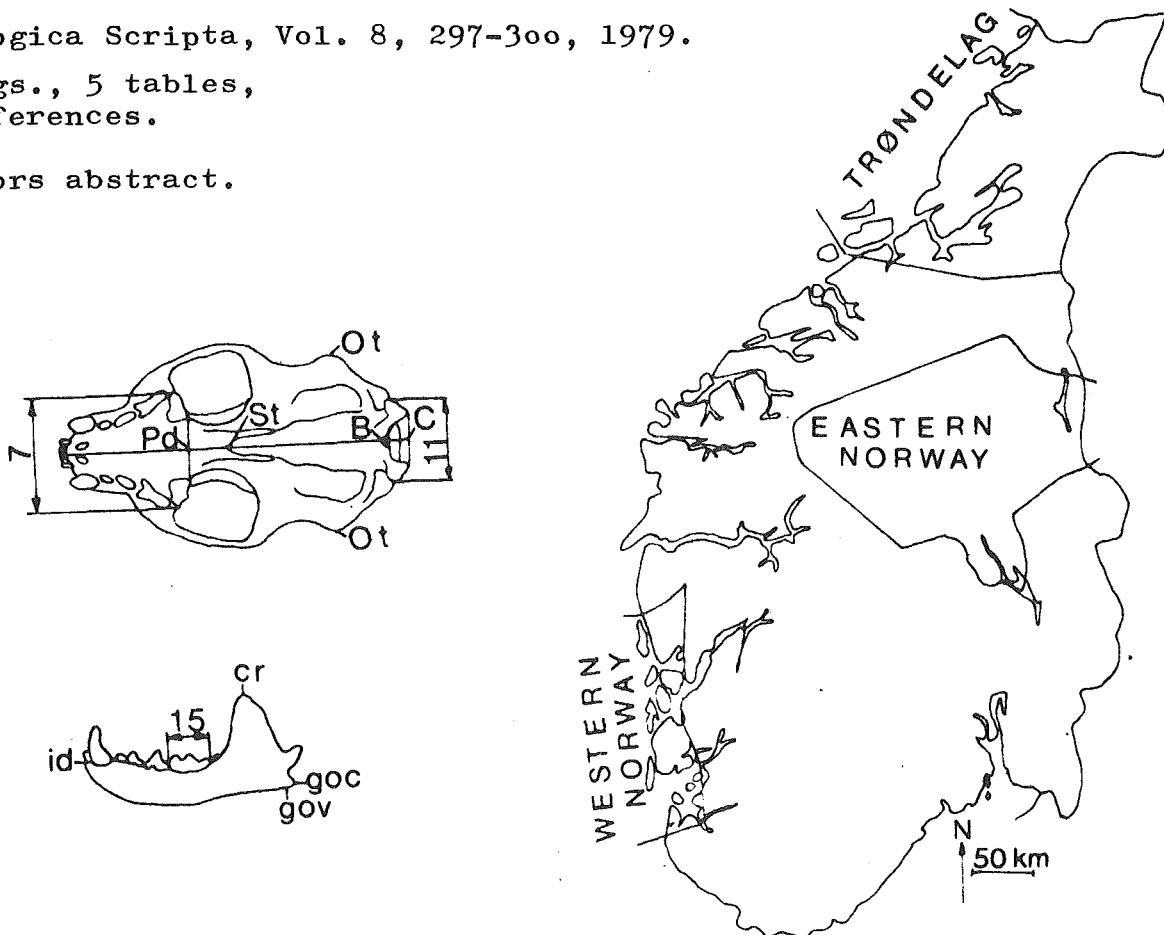 ogica Scripta, Vol. 8, 297-3oo, 1979.
gs., 5 tables,
ferences.
ors abstract.
Ot
St
Pd
B
C
7
11
Ot
cr
15
id
goc
gov
TRØNDELAG
EASTERN
NORWAY
WESTERN
NORWAY
N
50 km